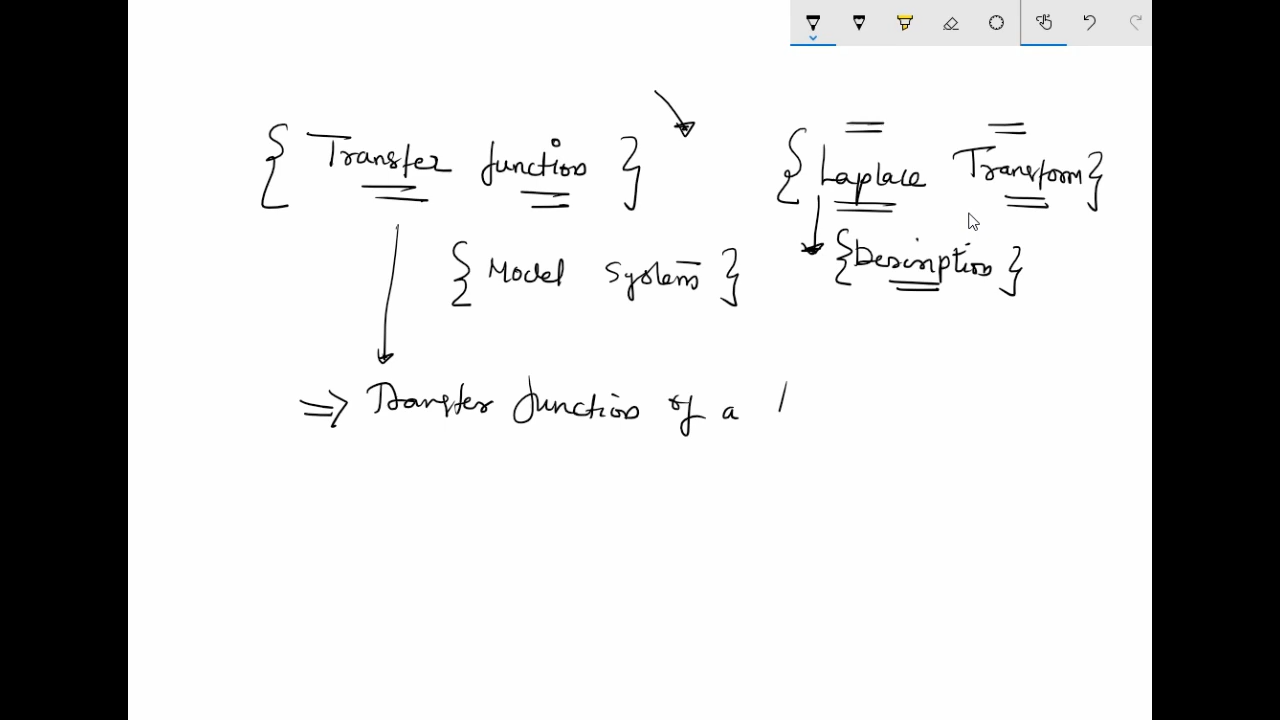 { Transfer function }
{ Laplace Transform }
{ Model Systems }
{ Description }
⇒ Transfer function of a